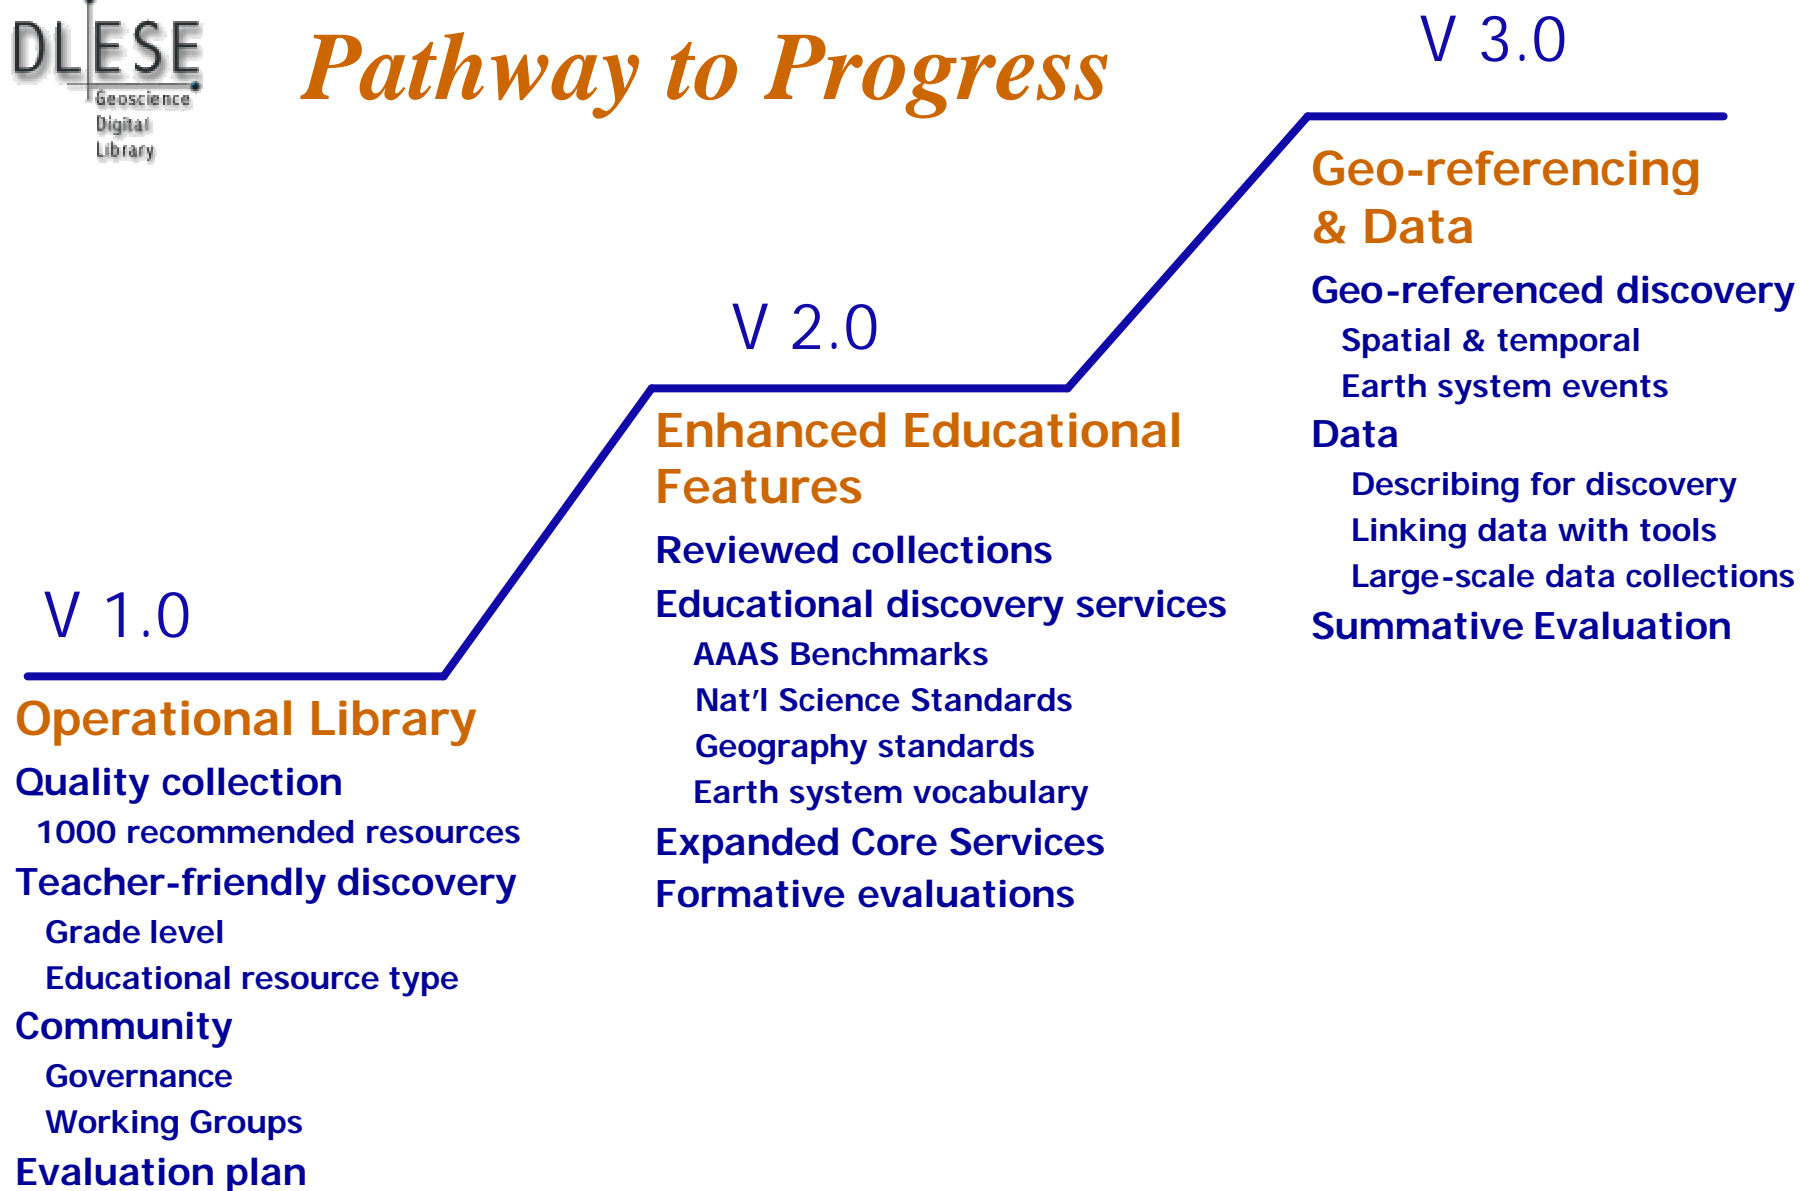 DLESE
Geoscience
Digital
Library
Pathway to Progress
V 3.0
Geo-referencing
& Data
Geo-referenced discovery
Spatial & temporal
Earth system events
Data
Describing for discovery
Linking data with tools
Large-scale data collections
Summative Evaluation
V 2.0
Enhanced Educational
Features
Reviewed collections
Educational discovery services
AAAS Benchmarks
Nat’l Science Standards
Geography standards
Earth system vocabulary
Expanded Core Services
Formative evaluations
V 1.0
Operational Library
Quality collection
1000 recommended resources
Teacher-friendly discovery
Grade level
Educational resource type
Community
Governance
Working Groups
Evaluation plan